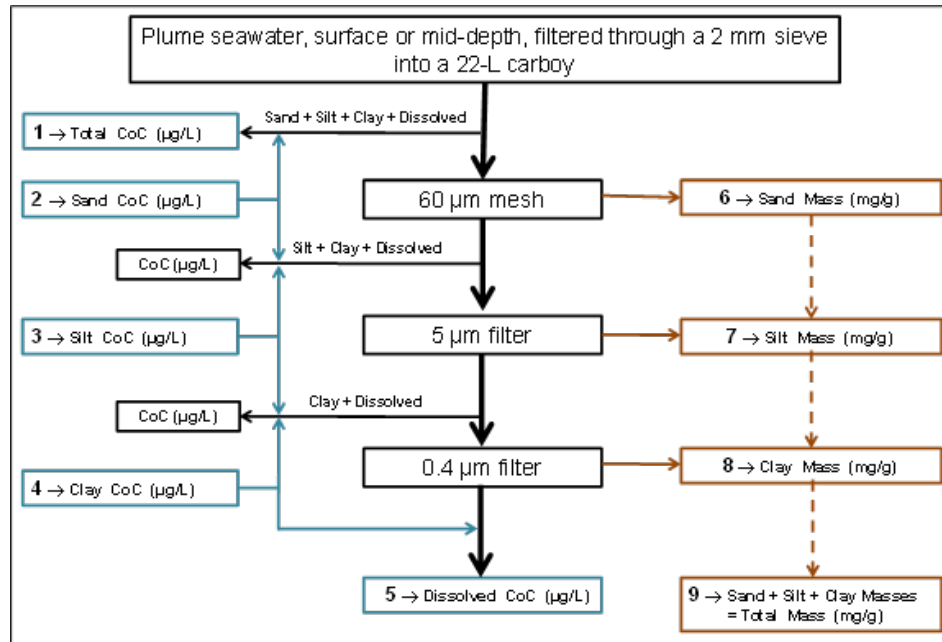 Plume seawater, surface or mid-depth, filtered through a 2 mm sieve
into a 22-L carboy
Sand + Silt + Clay + Dissolved
1 → Total CoC (µg/L)
2 → Sand CoC (µg/L)
60 µm mesh
6 → Sand Mass (mg/g)
Silt + Clay + Dissolved
CoC (µg/L)
3 → Silt CoC (µg/L)
5 µm filter
7 → Silt Mass (mg/g)
Clay + Dissolved
CoC (µg/L)
4 → Clay CoC (µg/L)
0.4 µm filter
8 → Clay Mass (mg/g)
5 → Dissolved CoC (µg/L)
9 → Sand + Silt + Clay Masses
= Total Mass (mg/g)